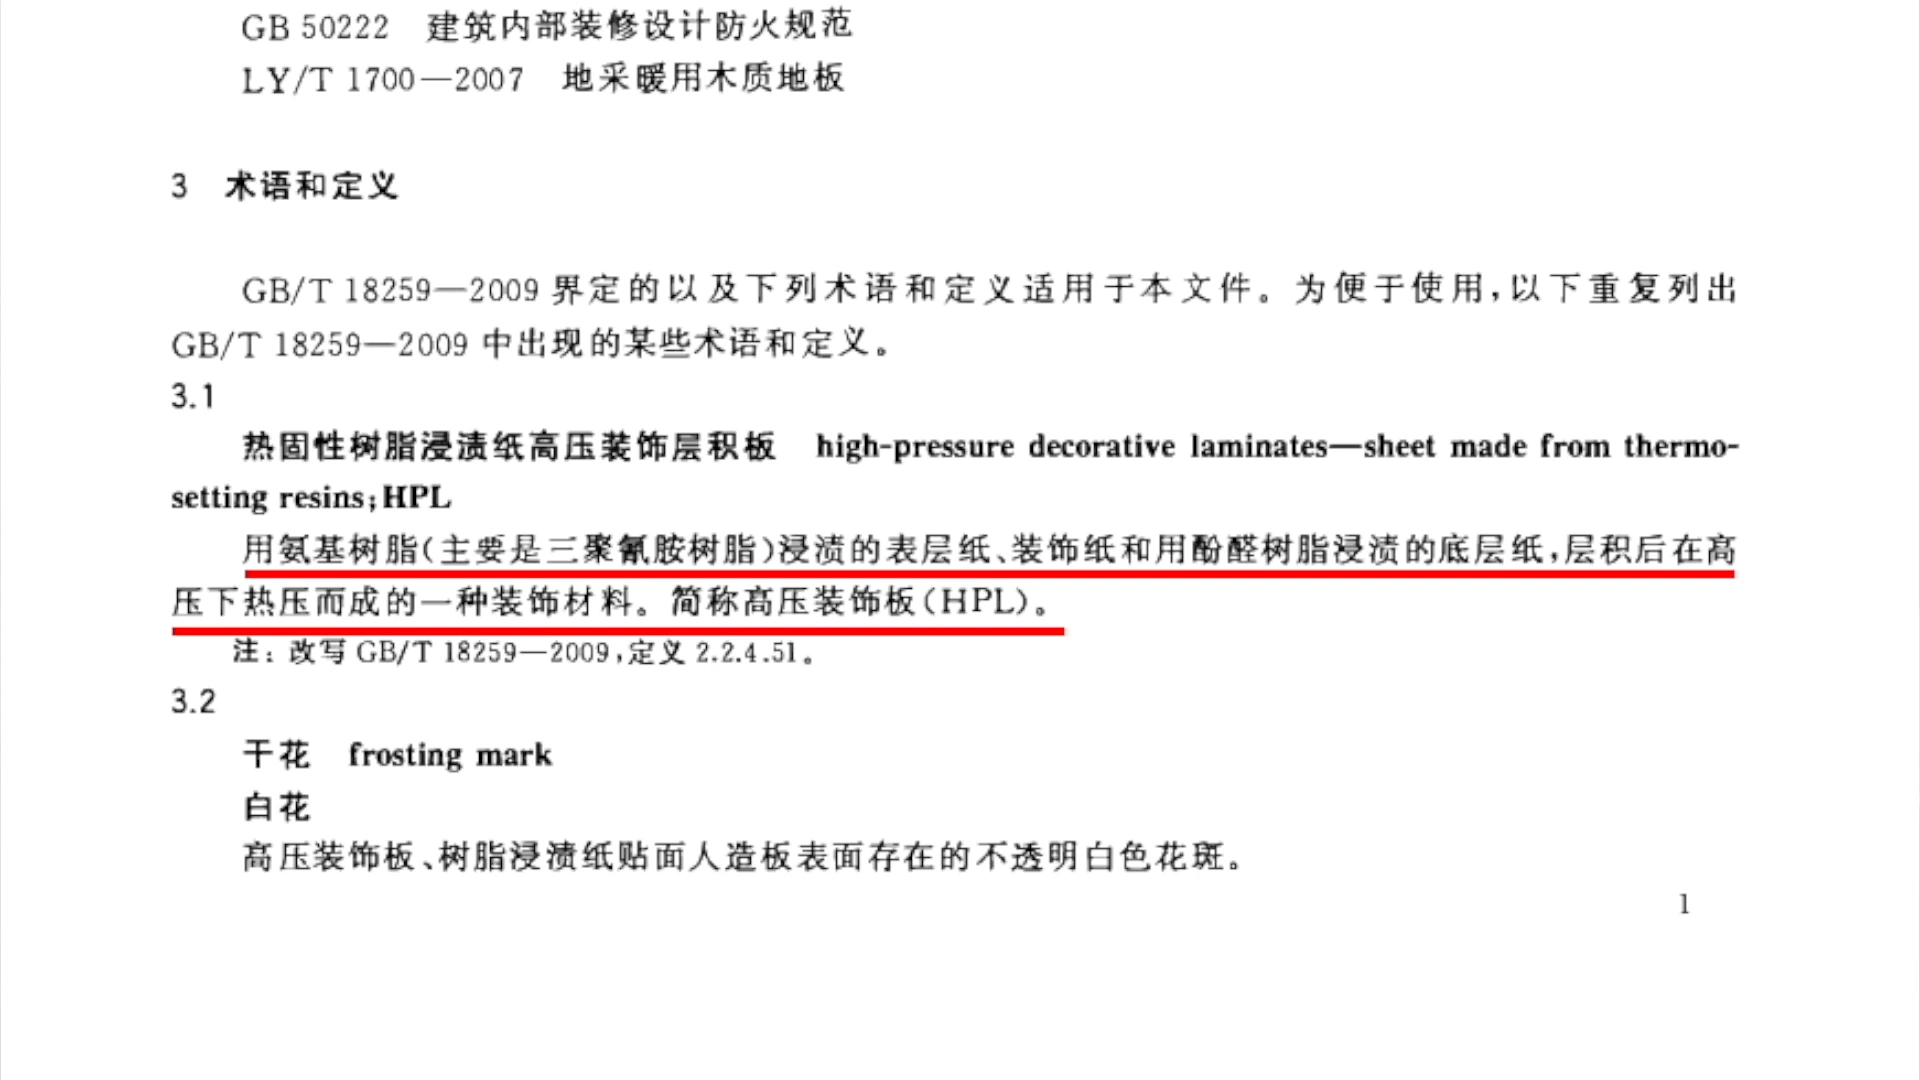 GB 50222 建筑内部装修设计防火规范
LY/T 1700—2007 地采暖用木质地板
3 术语和定义
GB/T 18259—2009 界定的以及下列术语和定义适用于本文件。为便于使用,以下重复列出
GB/T 18259—2009 中出现的某些术语和定义。
3.1
热固性树脂浸渍纸高压装饰层积板 high-pressure decorative laminates—sheet made from thermo-
setting resins;HPL
用氨基树脂(主要是三聚氰胺树脂)浸渍的表层纸、装饰纸和用酚醛树脂浸渍的底层纸,层积后在高
压下热压而成的一种装饰材料。简称高压装饰板(HPL)。
注:改写 GB/T 18259—2009,定义 2.2.4.51。
3.2
干花 frosting mark
白花
高压装饰板、树脂浸渍纸贴面人造板表面存在的不透明白色花斑。
1